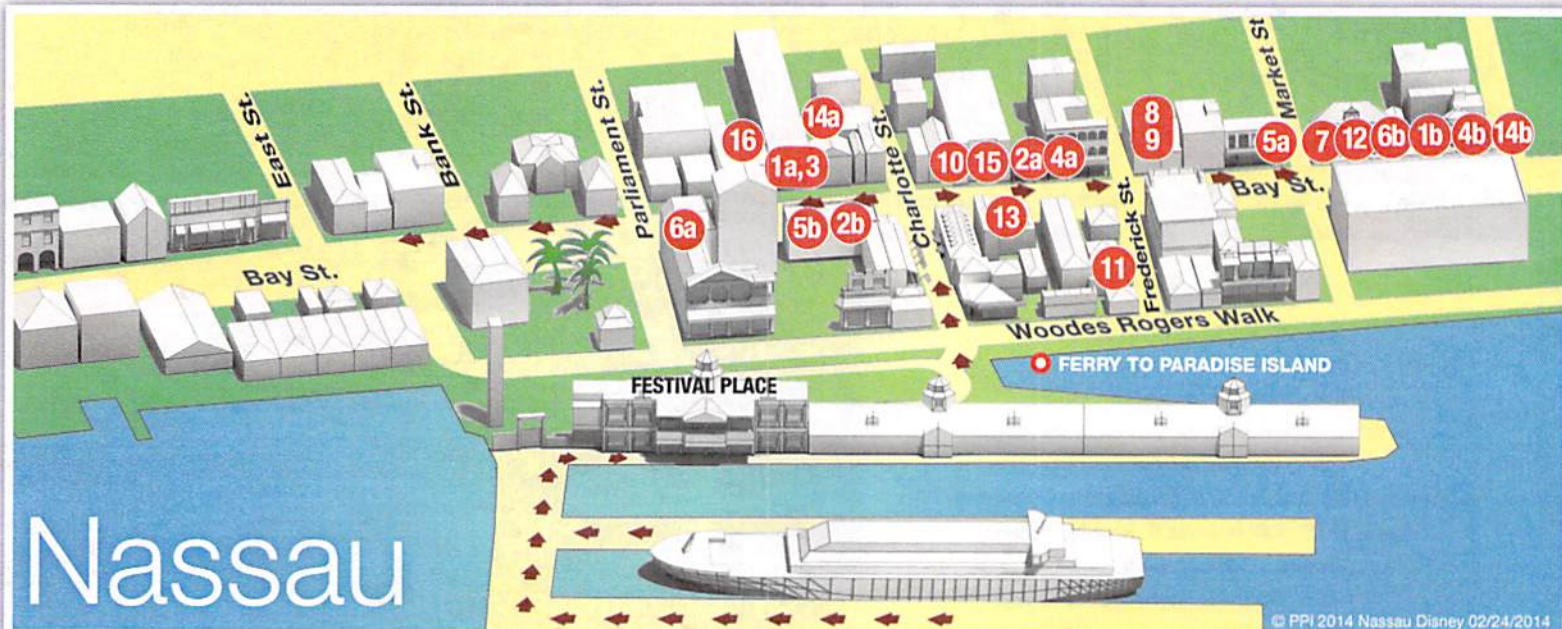 East St.
Bank St.
Parliament St.
Charlotte St.
Frederick St.
Market St.
16
14a
1a,3
6a
5b
2b
10
15
2a
4a
13
11
8
9
5a
7
12
6b
1b
4b
14b
Bay St.
Bay St.
Woodes Rogers Walk
FERRY TO PARADISE ISLAND
FESTIVAL PLACE
Nassau
© PPI 2014 Nassau Disney 02/24/2014